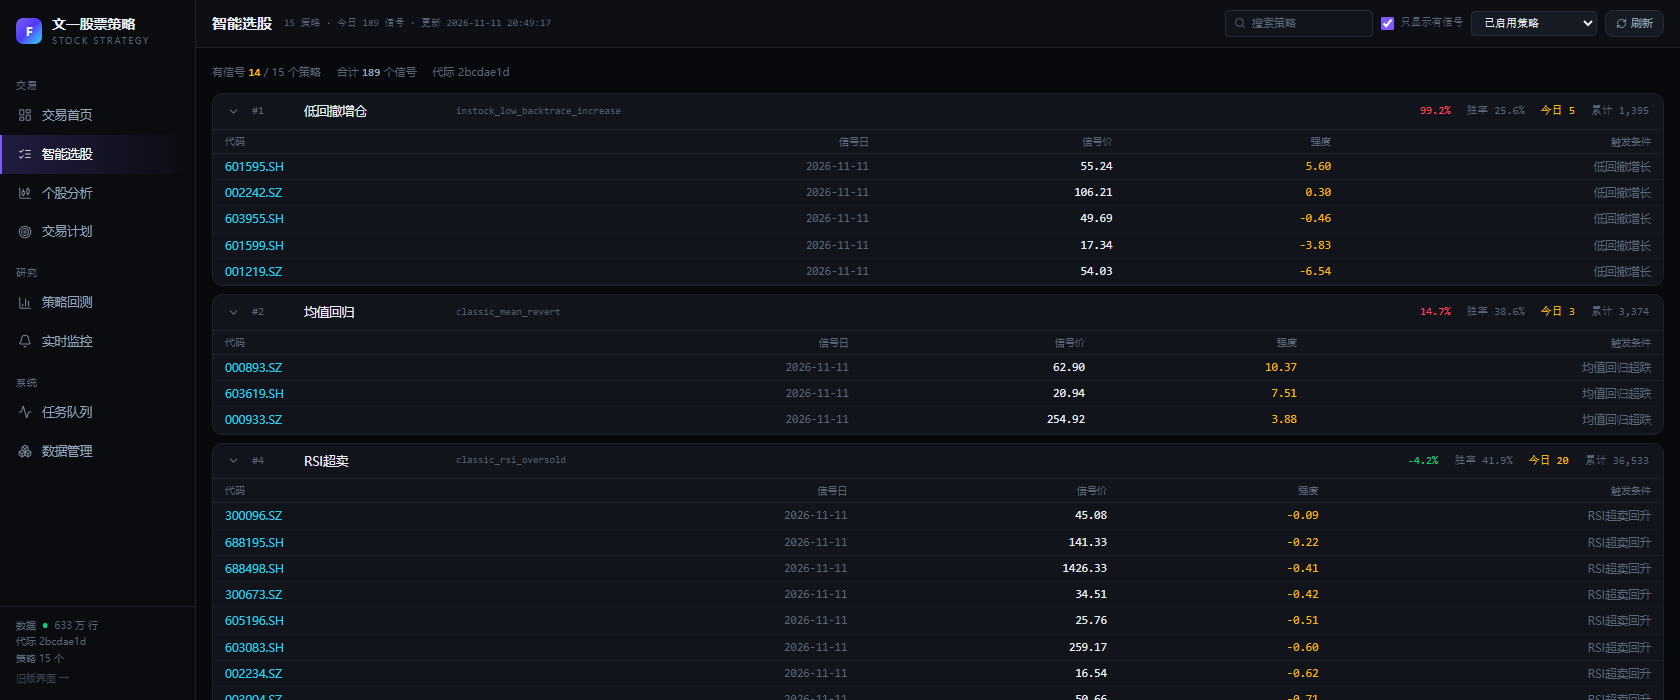 F 文一股票策略
STOCK STRATEGY
交易
交易首页
智能选股
个股分析
交易计划
研究
策略回测
实时监控
系统
任务队列
数据管理
数据 ● 633 万 行
代际 2bcdae1d
策略 15 个
旧版界面 →
智能选股 15 策略 · 今日 189 信号 · 更新 2026-11-11 20:49:17
搜索策略 只显示有信号 已启用策略 刷新
有信号 14 / 15 个策略 合计 189 个信号 代际 2bcdae1d
#1 低回撤增仓 instock_low_backtrace_increase 99.2% 胜率 25.6% 今日 5 累计 1,395
代码 信号日 信号价 强度 触发条件
601595.SH 2026-11-11 55.24 5.60 低回撤增长
002242.SZ 2026-11-11 106.21 0.30 低回撤增长
603955.SH 2026-11-11 49.69 -0.46 低回撤增长
601599.SH 2026-11-11 17.34 -3.83 低回撤增长
001219.SZ 2026-11-11 54.03 -6.54 低回撤增长
#2 均值回归 classic_mean_revert 14.7% 胜率 38.6% 今日 3 累计 3,374
代码 信号日 信号价 强度 触发条件
000893.SZ 2026-11-11 62.90 10.37 均值回归超跌
603619.SH 2026-11-11 20.94 7.51 均值回归超跌
000933.SZ 2026-11-11 254.92 3.88 均值回归超跌
#4 RSI超卖 classic_rsi_oversold -4.2% 胜率 41.9% 今日 20 累计 36,533
代码 信号日 信号价 强度 触发条件
300096.SZ 2026-11-11 45.08 -0.09 RSI超卖回升
688195.SH 2026-11-11 141.33 -0.22 RSI超卖回升
688498.SH 2026-11-11 1426.33 -0.41 RSI超卖回升
300673.SZ 2026-11-11 34.51 -0.42 RSI超卖回升
605196.SH 2026-11-11 25.76 -0.51 RSI超卖回升
603083.SH 2026-11-11 259.17 -0.60 RSI超卖回升
002234.SZ 2026-11-11 16.54 -0.62 RSI超卖回升
003004.SZ 2026-11-11 50.66 -0.71 RSI超卖回升